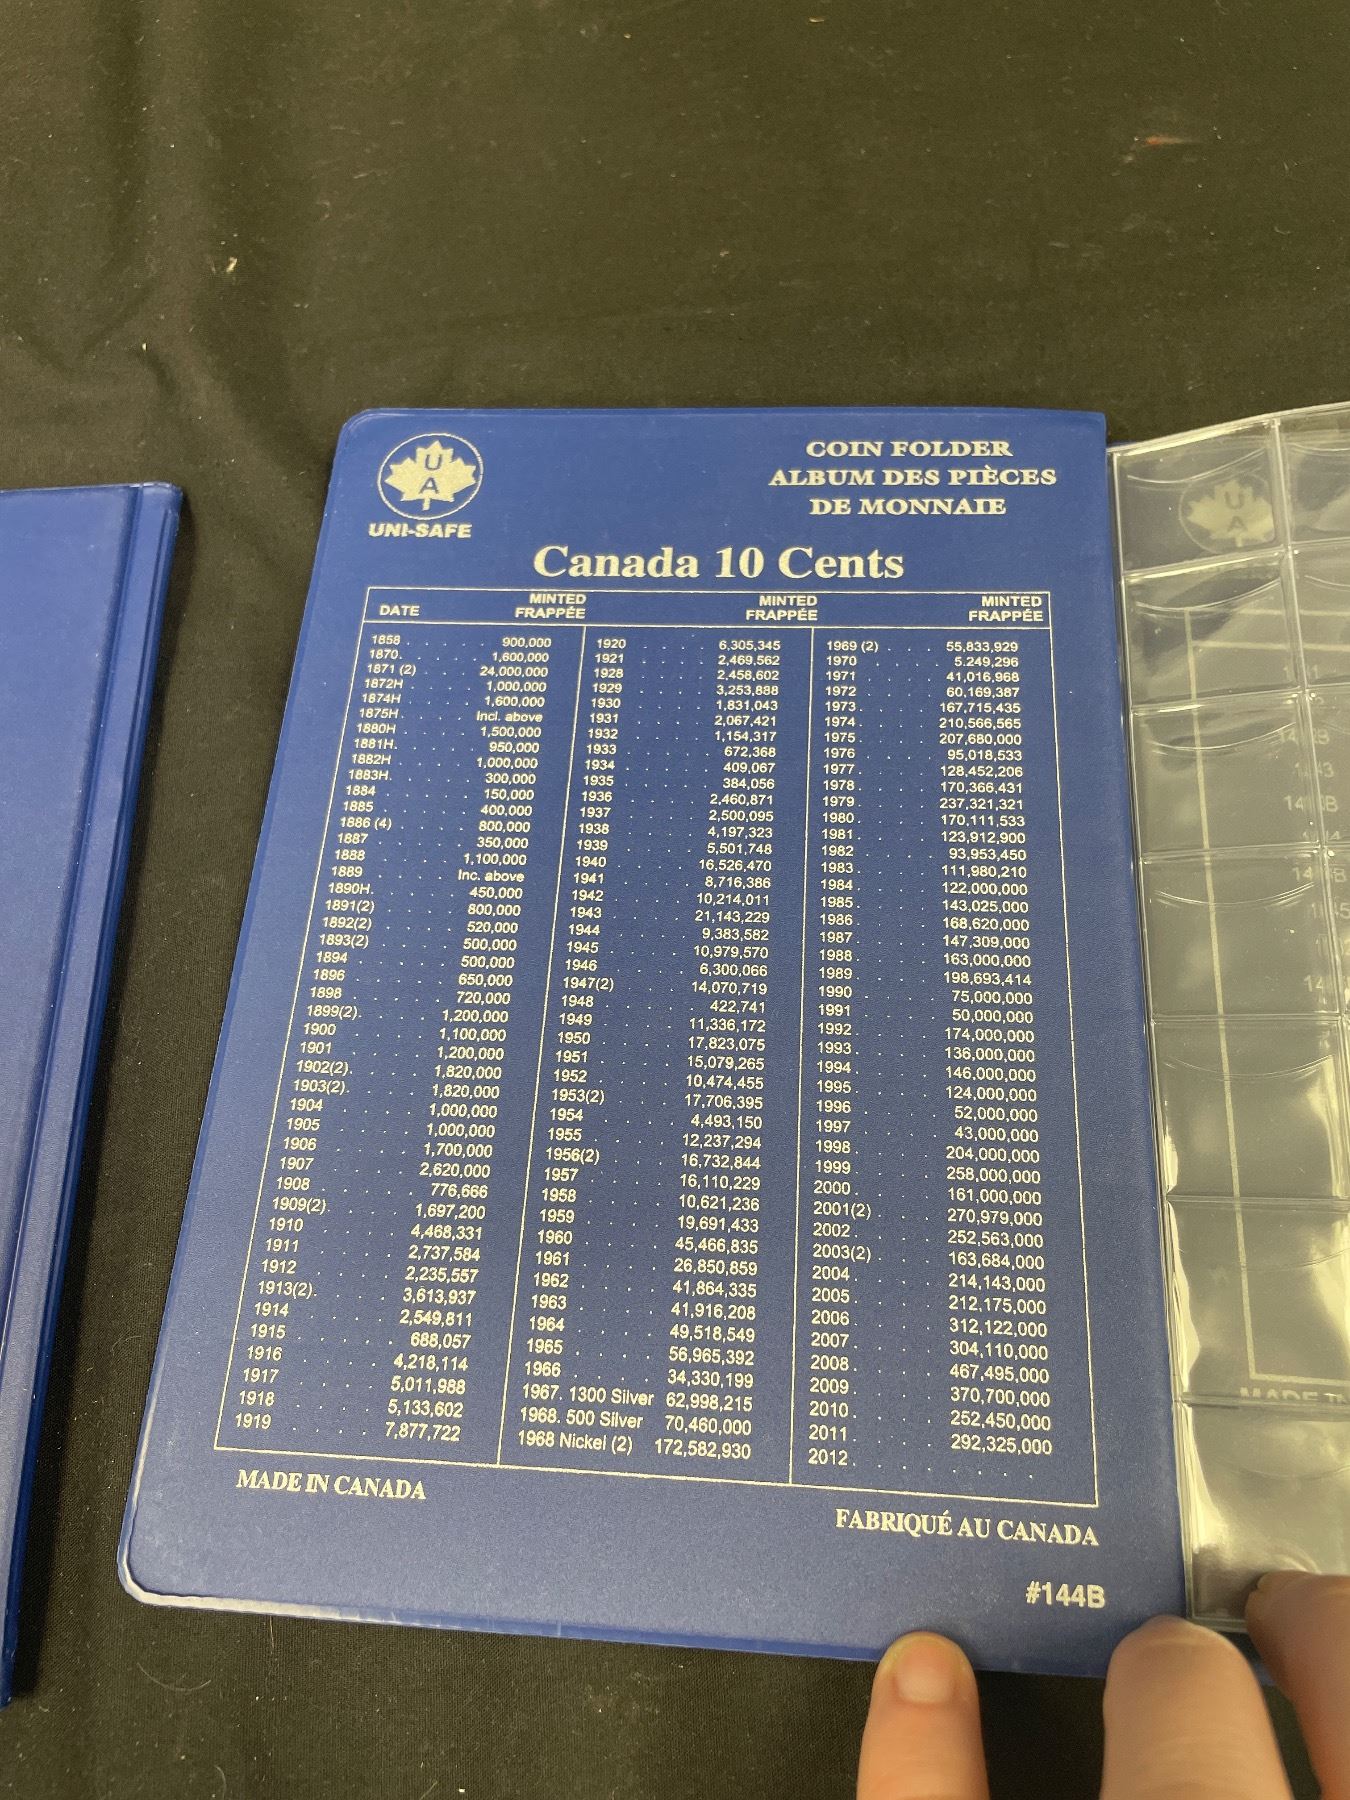 U
A
UNI-SAFE
COIN FOLDER
ALBUM DES PIÈCES
DE MONNAIE
Canada 10 Cents
DATE MINTED FRAPPÉE
1858 . . . . 900,000
1870. . . . . 1,600,000
1871 (2) . . . . 24,000,000
1872H . . . . 1,000,000
1874H . . . . 1,600,000
1875H . . . . Incl. above
1880H . . . . 1,500,000
1881H. . . . . 950,000
1882H . . . . 1,000,000
1883H. . . . . 300,000
1884 . . . . 150,000
1885 . . . . 400,000
1886 (4) . . . . 800,000
1887 . . . . 350,000
1888 . . . . 1,100,000
1889 . . . . Inc. above
1890H. . . . . 450,000
1891(2) . . . . 800,000
1892(2) . . . . 520,000
1893(2) . . . . 500,000
1894 . . . . 500,000
1896 . . . . 650,000
1898 . . . . 720,000
1899(2). . . . . 1,200,000
1900 . . . . 1,100,000
1901 . . . . 1,200,000
1902(2). . . . . 1,820,000
1903(2). . . . . 1,820,000
1904 . . . . 1,000,000
1905 . . . . 1,000,000
1906 . . . . 1,700,000
1907 . . . . 2,620,000
1908 . . . . 776,666
1909(2). . . . . 1,697,200
1910 . . . . 4,468,331
1911 . . . . 2,737,584
1912 . . . . 2,235,557
1913(2). . . . . 3,613,937
1914 . . . . 2,549,811
1915 . . . . 688,057
1916 . . . . 4,218,114
1917 . . . . 5,011,988
1918 . . . . 5,133,602
1919 . . . . 7,877,722
MINTED FRAPPÉE
1920 . . . . 6,305,345
1921 . . . . 2,469,562
1928 . . . . 2,458,602
1929 . . . . 3,253,888
1930 . . . . 1,831,043
1931 . . . . 2,067,421
1932 . . . . 1,154,317
1933 . . . . 672,368
1934 . . . . 409,067
1935 . . . . 384,056
1936 . . . . 2,460,871
1937 . . . . 2,500,095
1938 . . . . 4,197,323
1939 . . . . 5,501,748
1940 . . . . 16,526,470
1941 . . . . 8,716,386
1942 . . . . 10,214,011
1943 . . . . 21,143,229
1944 . . . . 9,383,582
1945 . . . . 10,979,570
1946 . . . . 6,300,066
1947(2) . . . . 14,070,719
1948 . . . . 422,741
1949 . . . . 11,336,172
1950 . . . . 17,823,075
1951 . . . . 15,079,265
1952 . . . . 10,474,455
1953(2) . . . . 17,706,395
1954 . . . . 4,493,150
1955 . . . . 12,237,294
1956(2) . . . . 16,732,844
1957 . . . . 16,110,229
1958 . . . . 10,621,236
1959 . . . . 19,691,433
1960 . . . . 45,466,835
1961 . . . . 26,850,859
1962 . . . . 41,864,335
1963 . . . . 41,916,208
1964 . . . . 49,518,549
1965 . . . . 56,965,392
1966 . . . . 34,330,199
1967. 1300 Silver 62,998,215
1968. 500 Silver 70,460,000
1968 Nickel (2) 172,582,930
MINTED FRAPPÉE
1969 (2) . . . . 55,833,929
1970 . . . . 5.249,296
1971 . . . . 41,016,968
1972 . . . . 60,169,387
1973 . . . . 167,715,435
1974 . . . . 210,566,565
1975 . . . . 207,680,000
1976 . . . . 95,018,533
1977 . . . . 128,452,206
1978 . . . . 170,366,431
1979 . . . . 237,321,321
1980 . . . . 170,111,533
1981 . . . . 123,912,900
1982 . . . . 93,953,450
1983 . . . . 111,980,210
1984 . . . . 122,000,000
1985 . . . . 143,025,000
1986 . . . . 168,620,000
1987 . . . . 147,309,000
1988 . . . . 163,000,000
1989 . . . . 198,693,414
1990 . . . . 75,000,000
1991 . . . . 50,000,000
1992 . . . . 174,000,000
1993 . . . . 136,000,000
1994 . . . . 146,000,000
1995 . . . . 124,000,000
1996 . . . . 52,000,000
1997 . . . . 43,000,000
1998 . . . . 204,000,000
1999 . . . . 258,000,000
2000 . . . . 161,000,000
2001(2) . . . . 270,979,000
2002 . . . . 252,563,000
2003(2) . . . . 163,684,000
2004 . . . . 214,143,000
2005 . . . . 212,175,000
2006 . . . . 312,122,000
2007 . . . . 304,110,000
2008 . . . . 467,495,000
2009 . . . . 370,700,000
2010 . . . . 252,450,000
2011 . . . . 292,325,000
2012 . . . . . .
MADE IN CANADA
FABRIQUÉ AU CANADA
#144B